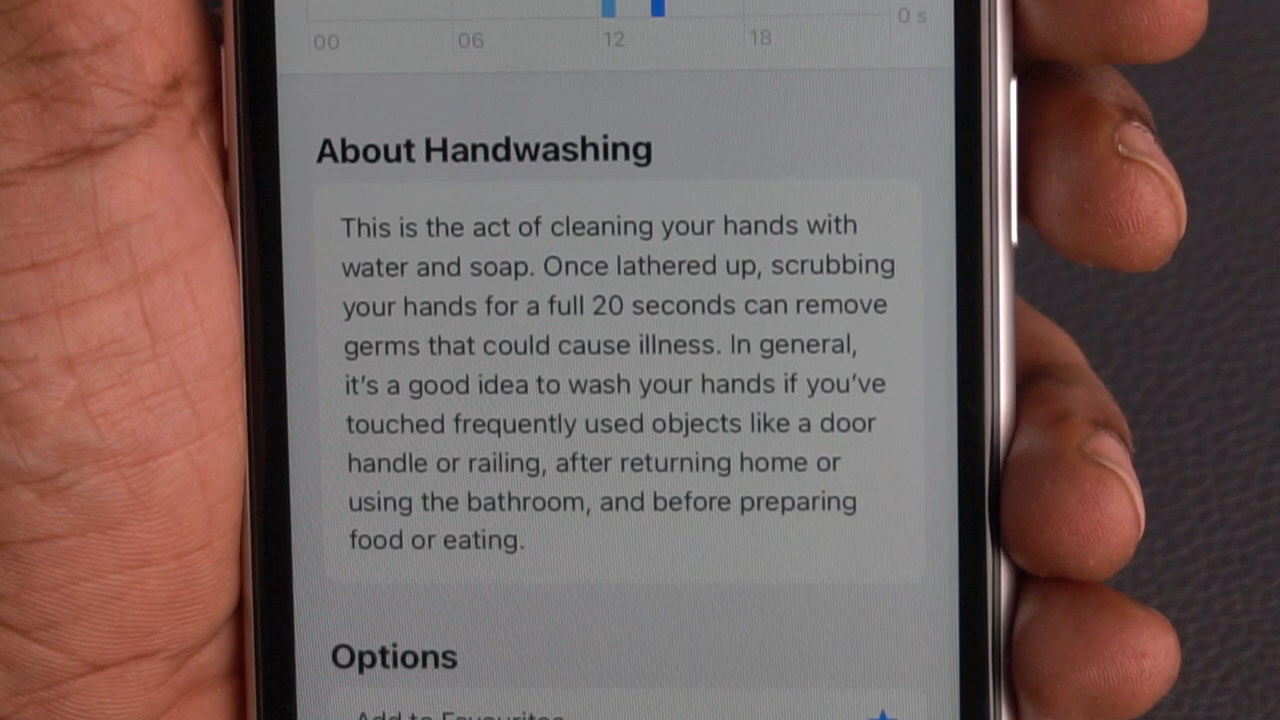 0 s
00 06 12 18
About Handwashing
This is the act of cleaning your hands with
water and soap. Once lathered up, scrubbing
your hands for a full 20 seconds can remove
germs that could cause illness. In general,
it’s a good idea to wash your hands if you’ve
touched frequently used objects like a door
handle or railing, after returning home or
using the bathroom, and before preparing
food or eating.
Options
Add to Favourites